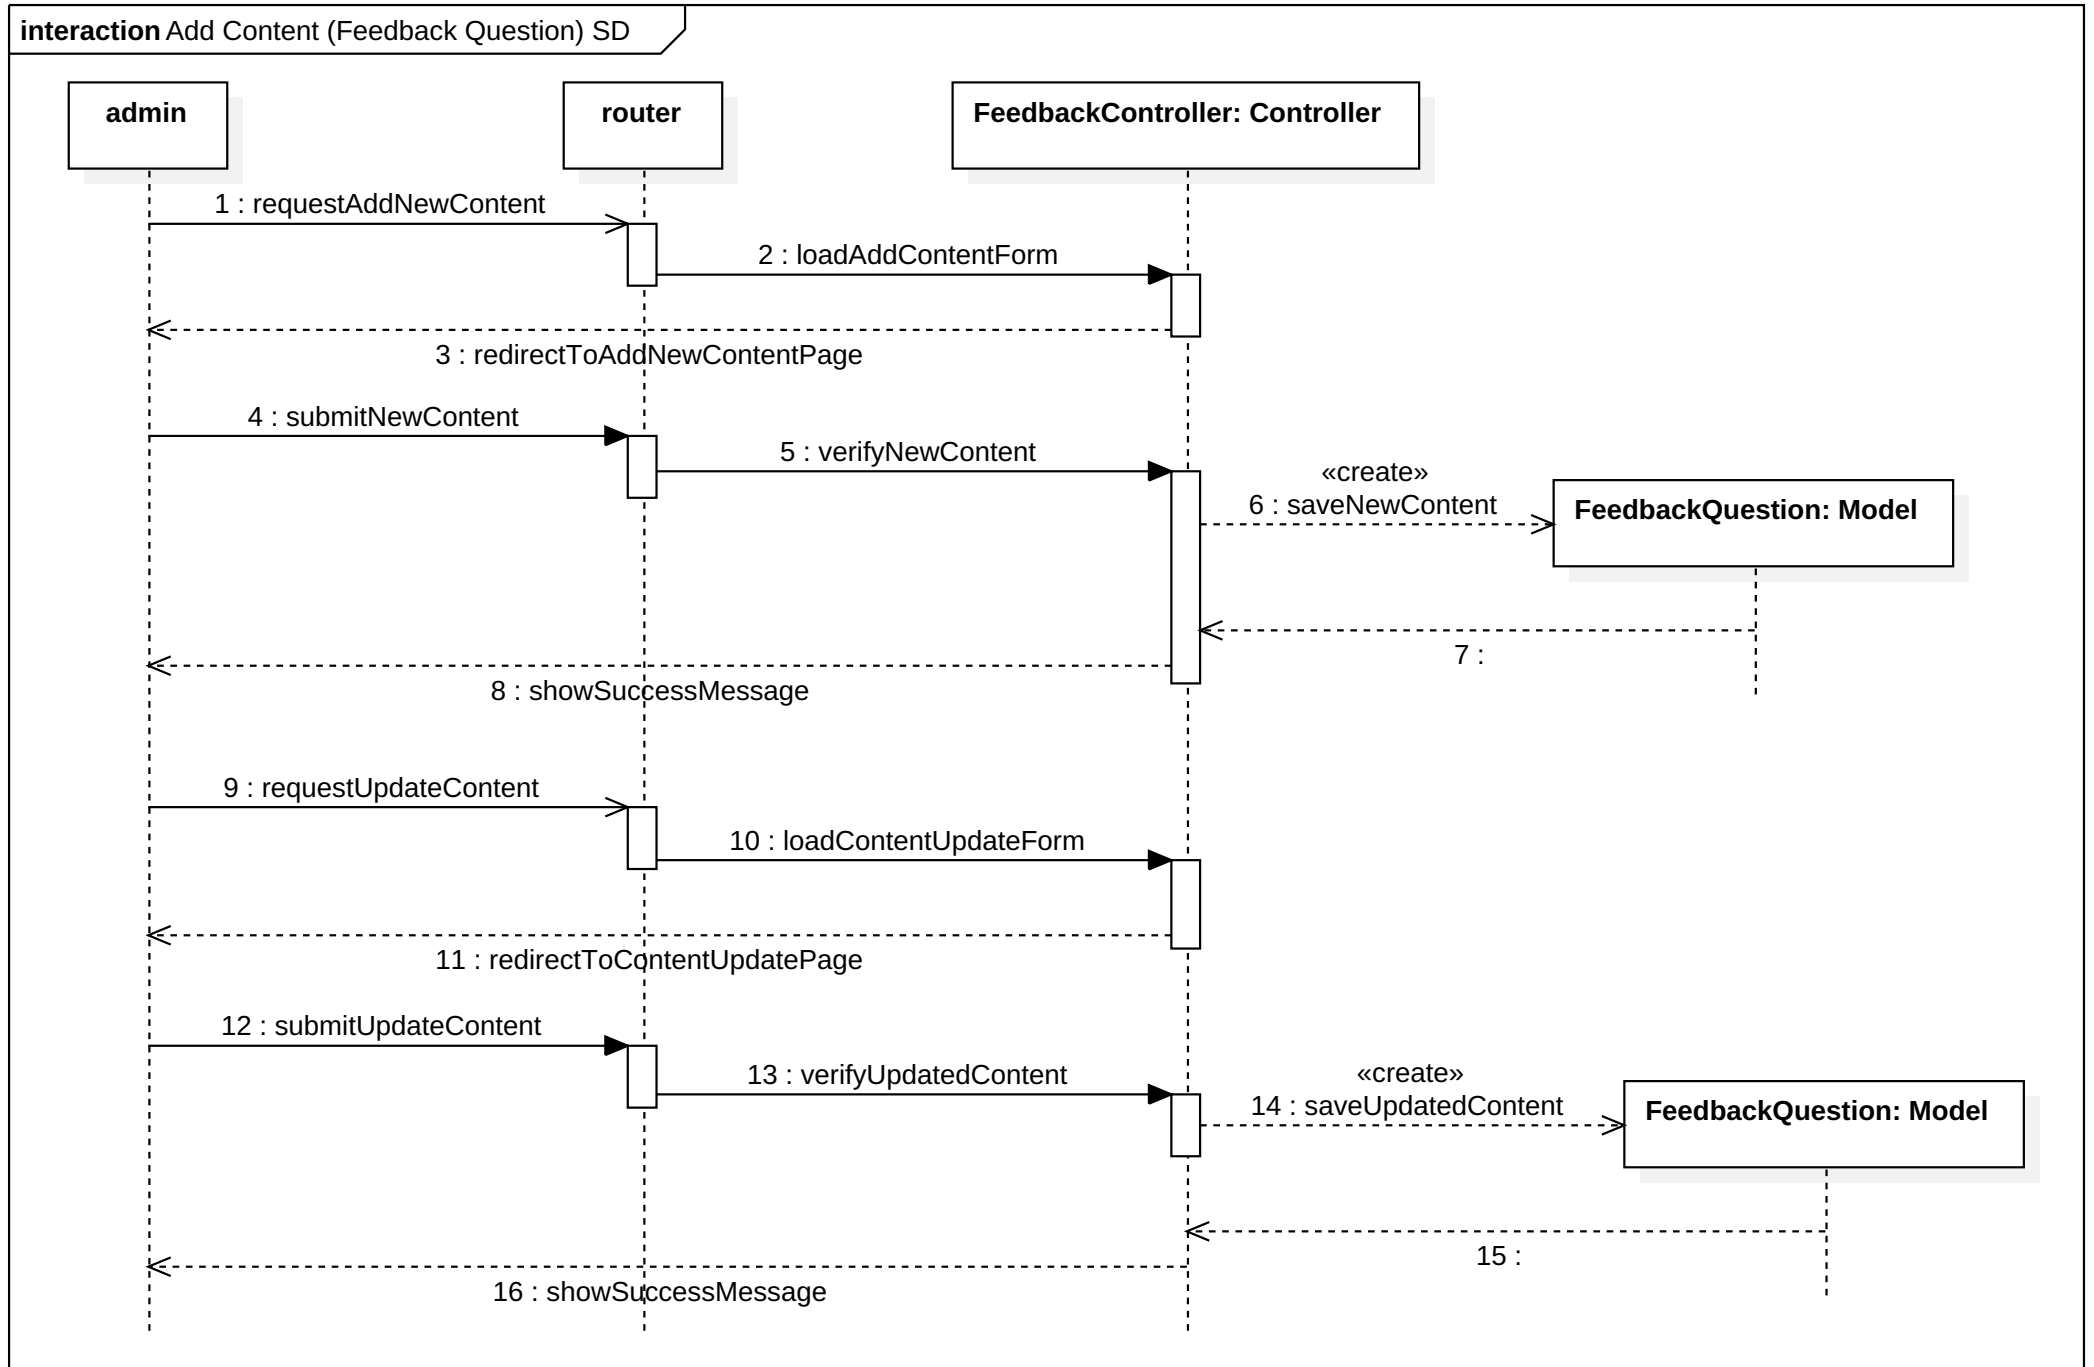 interaction Add Content (Feedback Question) SD
admin
router
FeedbackController: Controller
1 : requestAddNewContent
2 : loadAddContentForm
3 : redirectToAddNewContentPage
4 : submitNewContent
5 : verifyNewContent
«create»
6 : saveNewContent
FeedbackQuestion: Model
7 :
8 : showSuccessMessage
9 : requestUpdateContent
10 : loadContentUpdateForm
11 : redirectToContentUpdatePage
12 : submitUpdateContent
13 : verifyUpdatedContent
«create»
14 : saveUpdatedContent
FeedbackQuestion: Model
15 :
16 : showSuccessMessage